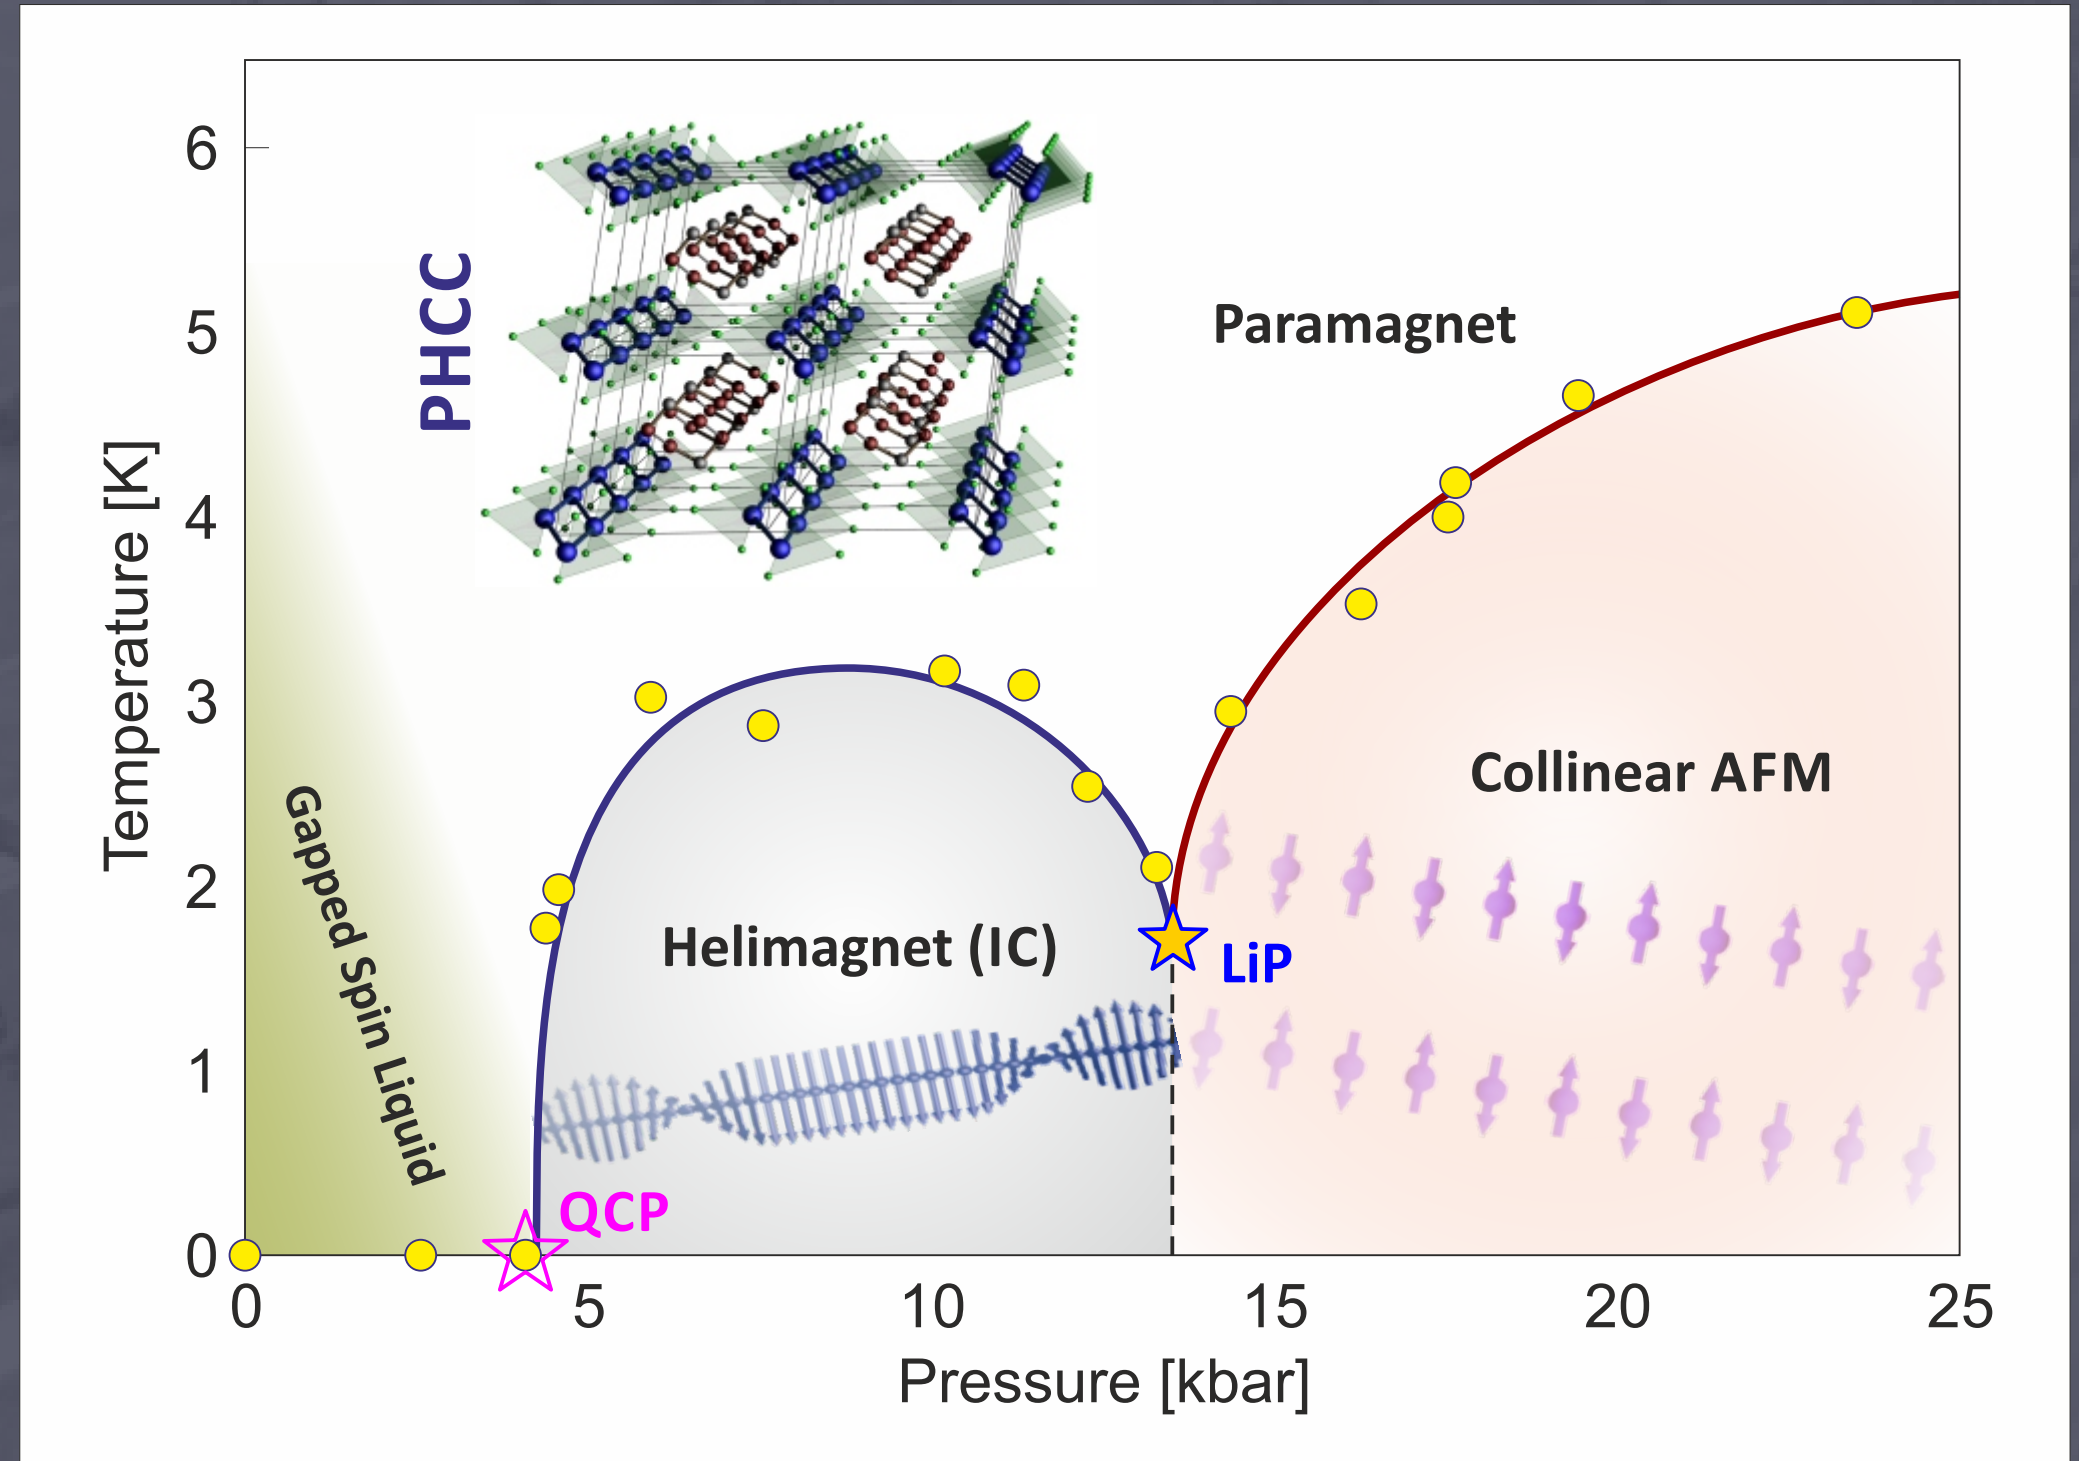 6
5
4
3
2
1
0
Temperature [K]
PHCC
Paramagnet
Collinear AFM
Gapped Spin Liquid
Helimagnet (IC)
LiP
QCP
0 5 10 15 20 25
Pressure [kbar]